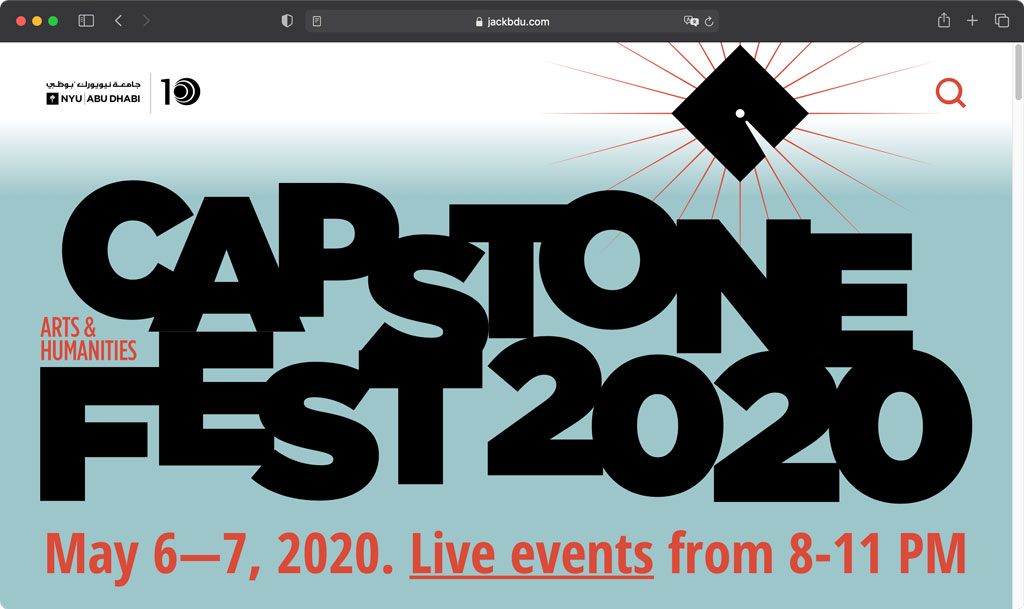 jackbdu.com
جامعة نيويورك أبوظبي
NYU ABU DHABI
10
CAPSTONE
ARTS &
HUMANITIES
FEST 2020
May 6—7, 2020. Live events from 8-11 PM